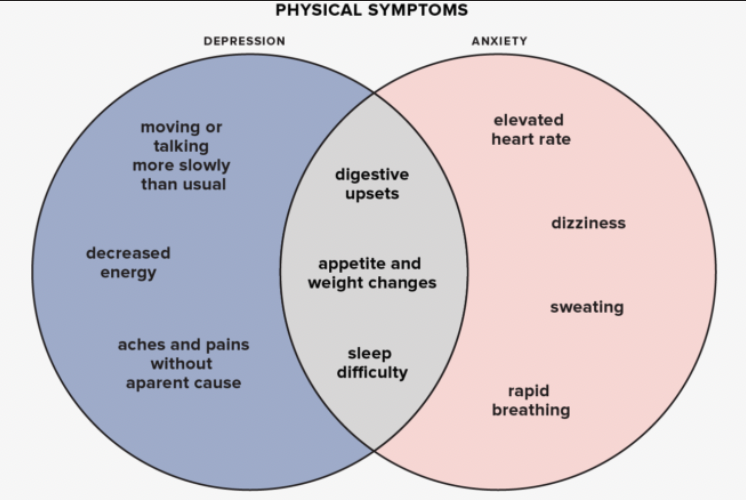 PHYSICAL SYMPTOMS
DEPRESSION
ANXIETY
moving or
talking
more slowly
than usual
decreased
energy
aches and pains
without
aparent cause
digestive
upsets
appetite and
weight changes
sleep
difficulty
elevated
heart rate
dizziness
sweating
rapid
breathing